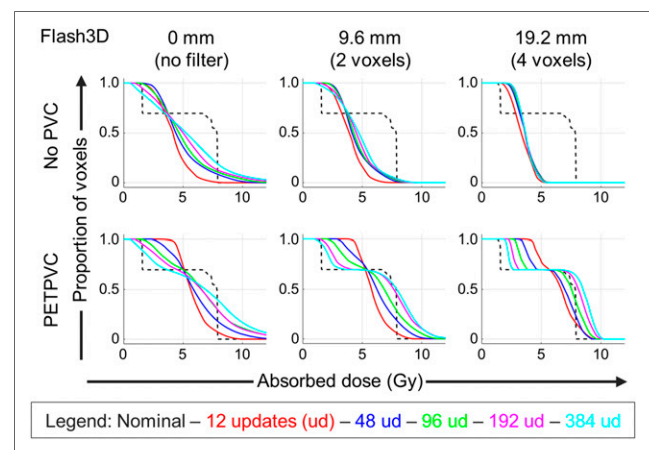 Flash3D
0 mm
(no filter)
9.6 mm
(2 voxels)
19.2 mm
(4 voxels)
No PVC
PETPVC
Proportion of voxels
1.0
0.5
0
0 5 10
1.0
0.5
0
0 5 10
1.0
0.5
0
0 5 10
1.0
0.5
0
0 5 10
1.0
0.5
0
0 5 10
1.0
0.5
0
0 5 10
Absorbed dose (Gy)
Legend: Nominal – 12 updates (ud) – 48 ud – 96 ud – 192 ud – 384 ud